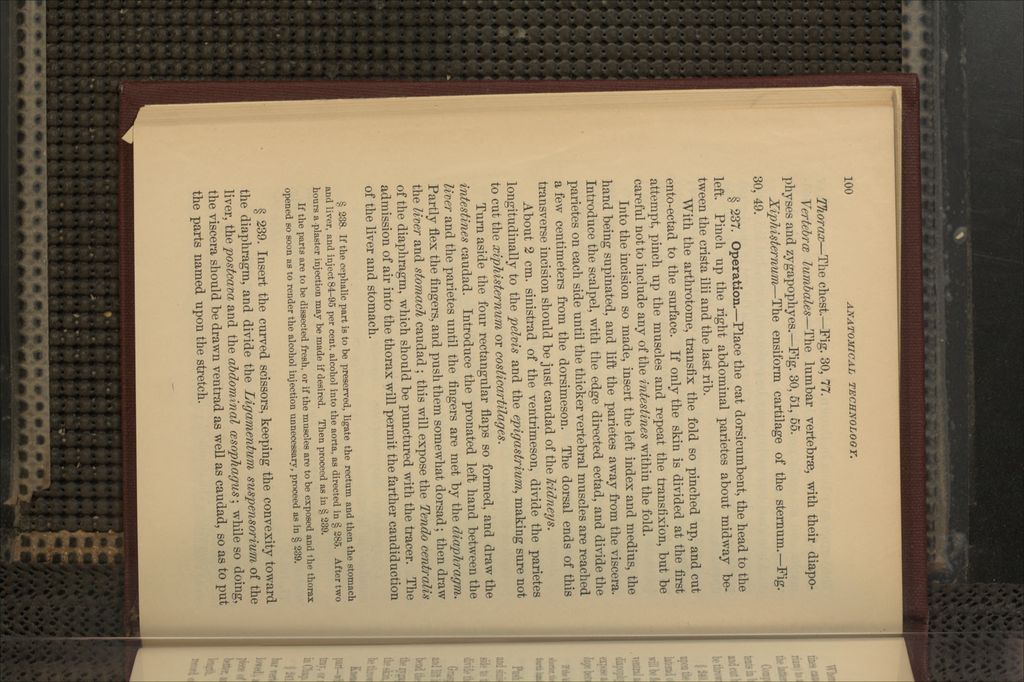 100 ANATOMICAL TECHNOLOGY.
Thorax—The chest.—Fig. 30, 77.
Vertebræ lumbales—The lumbar vertebræ, with their diapo-
physes and zygapophyses.—Fig. 30, 51, 55.
Xiphisternum—The ensiform cartilage of the sternum.—Fig.
30, 49.
§ 237. Operation.—Place the cat dorsicumbent, the head to the
left. Pinch up the right abdominal parietes about midway be-
tween the crista ilii and the last rib.
With the arthrotome, transfix the fold so pinched up, and cut
ento-ectad to the surface. If only the skin is divided at the first
attempt, pinch up the muscles and repeat the transfixion, but be
careful not to include any of the intestines within the fold.
Into the incision so made, insert the left index and medius, the
hand being supinated, and lift the parietes away from the viscera.
Introduce the scalpel, with the edge directed ectad, and divide the
parietes on each side until the thicker vertebral muscles are reached
a few centimeters from the dorsimeson. The dorsal ends of this
transverse incision should be just caudad of the kidneys.
About 2 cm. sinistrad of the ventrimeson, divide the parietes
longitudinally to the pelvis and the epigastrium, making sure not
to cut the xiphisternum or costicartilages.
Turn aside the four rectangular flaps so formed, and draw the
intestines caudad. Introduce the pronated left hand between the
liver and the parietes until the fingers are met by the diaphragm.
Partly flex the fingers, and push them somewhat dorsad; then draw
the liver and stomach caudad; this will expose the Tendo centralis
of the diaphragm, which should be punctured with the tracer. The
admission of air into the thorax will permit the farther caudiduction
of the liver and stomach.
§ 238. If the cephalic part is to be preserved, ligate the rectum and then the stomach
and liver, and inject 84-95 per cent. alcohol into the aorta, as directed in § 285. After two
hours a plaster injection may be made if desired. Then proceed as in § 239.
If the parts are to be dissected fresh, or if the muscles are to be exposed and the thorax
opened so soon as to render the alcohol injection unnecessary, proceed as in § 239.
§ 239. Insert the curved scissors, keeping the convexity toward
the diaphragm, and divide the Ligamentum suspensorium of the
liver, the postcava and the abdominal œsophagus; while so doing,
the viscera should be drawn ventrad as well as caudad, so as to put
the parts named upon the stretch.